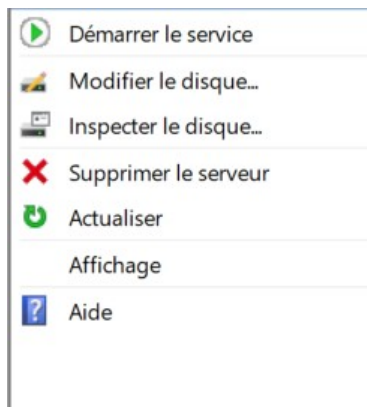 Démarrer le service
Modifier le disque...
Inspecter le disque...
Supprimer le serveur
Actualiser
Affichage
Aide